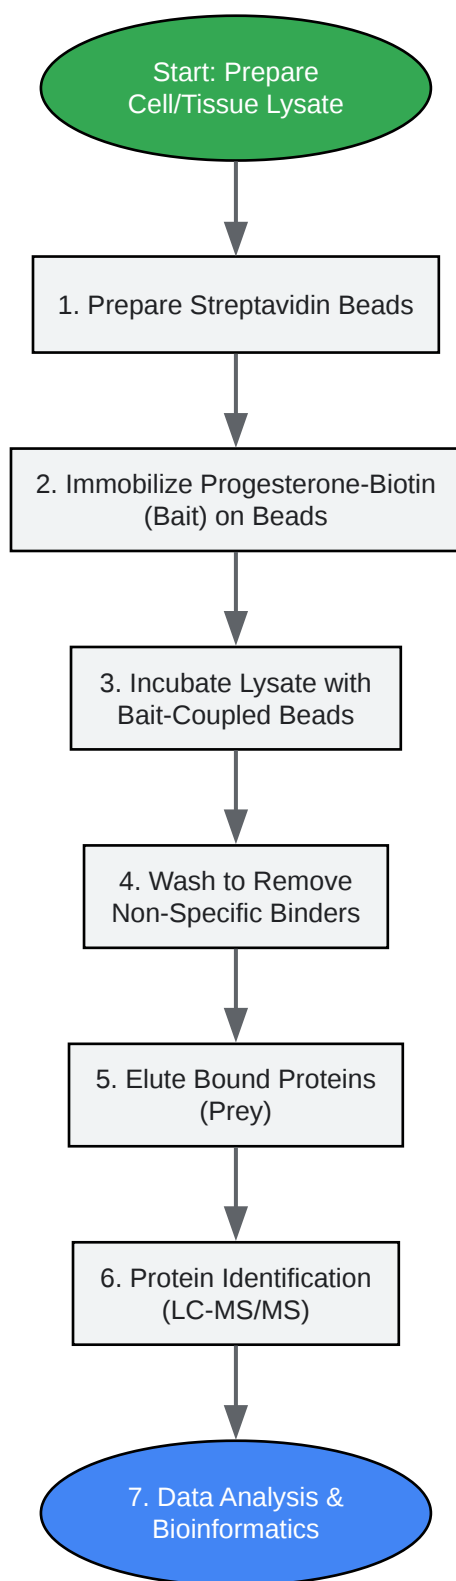 Start: Prepare
Cell/Tissue Lysate
1. Prepare Streptavidin Beads
2. Immobilize Progesterone-Biotin
(Bait) on Beads
3. Incubate Lysate with
Bait-Coupled Beads
4. Wash to Remove
Non-Specific Binders
5. Elute Bound Proteins
(Prey)
6. Protein Identification
(LC-MS/MS)
7. Data Analysis &
Bioinformatics